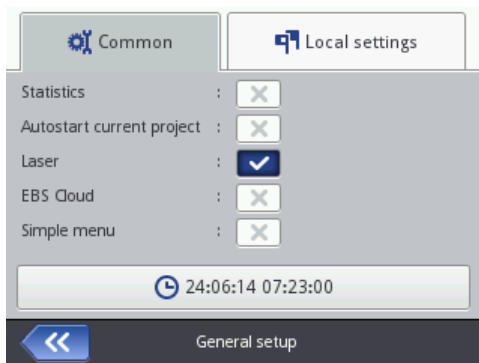 Common
Local settings
Statistics :
Autostart current project :
Laser :
EBS Cloud :
Simple menu :
24:06:14 07:23:00
General setup